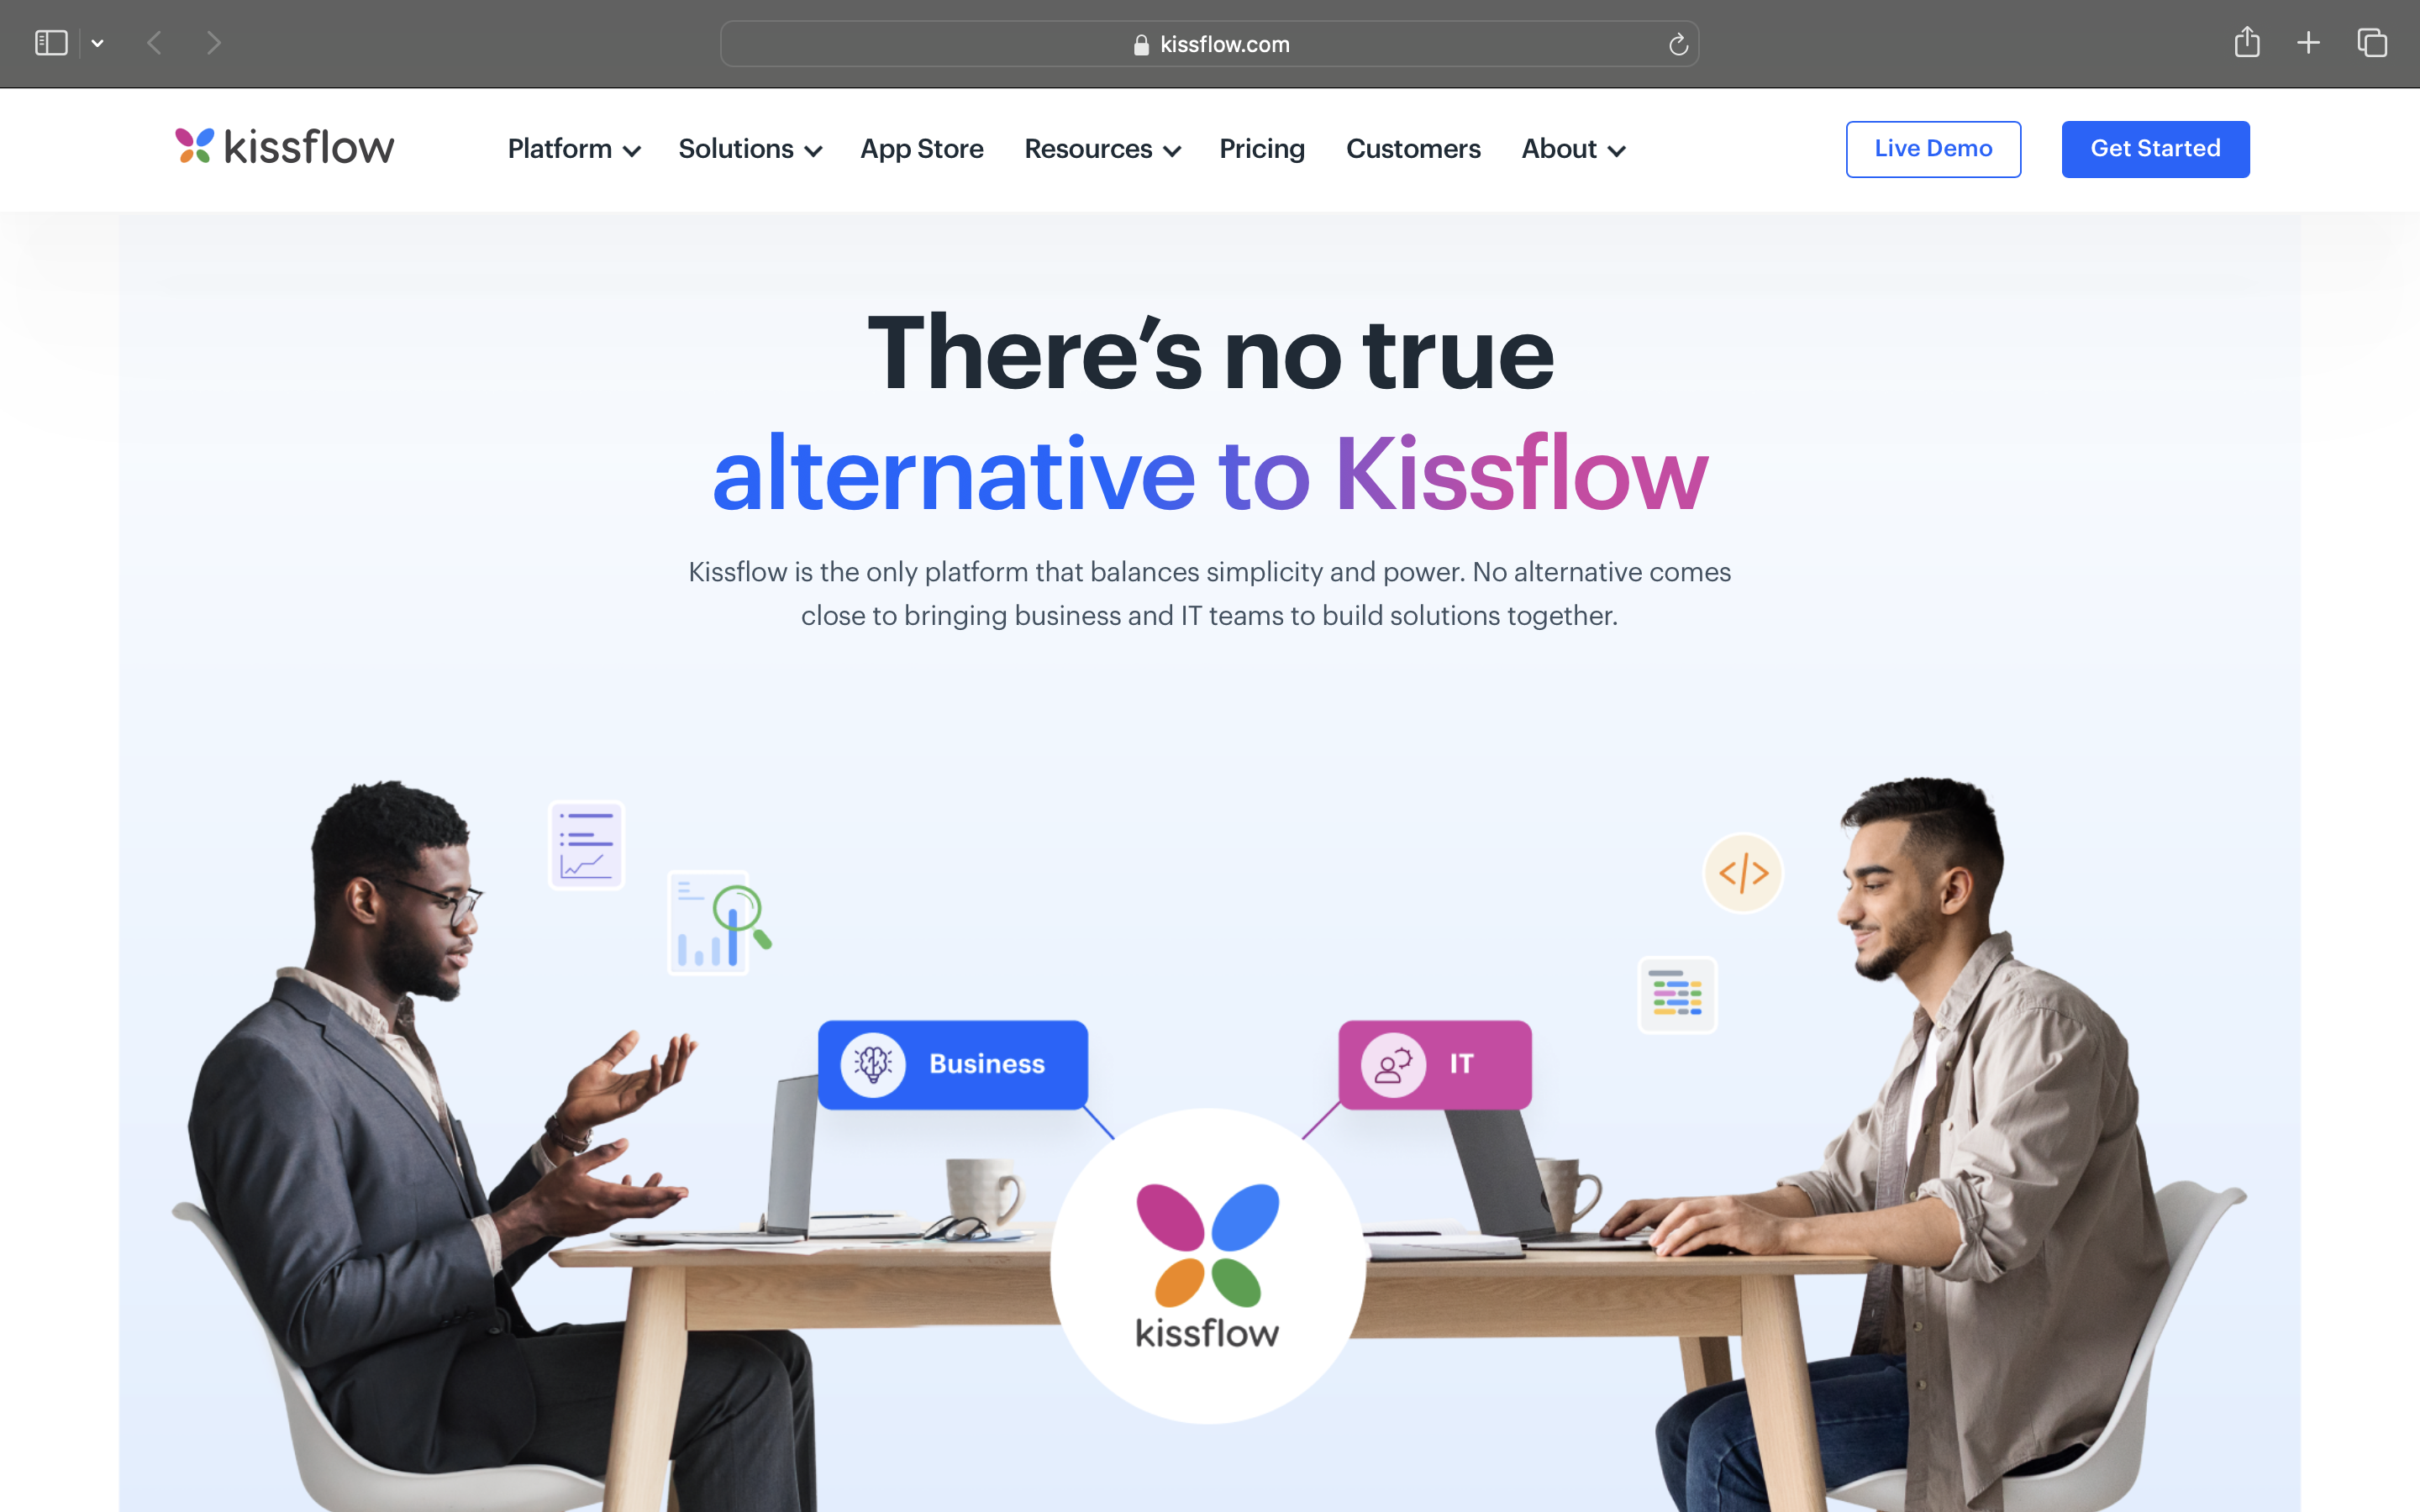 kissflow.com
kissflow
Platform
Solutions
App Store
Resources
Pricing
Customers
About
Live Demo
Get Started
There’s no true
alternative to Kissflow
Kissflow is the only platform that balances simplicity and power. No alternative comes
close to bringing business and IT teams to build solutions together.
</>
Business
IT
kissflow